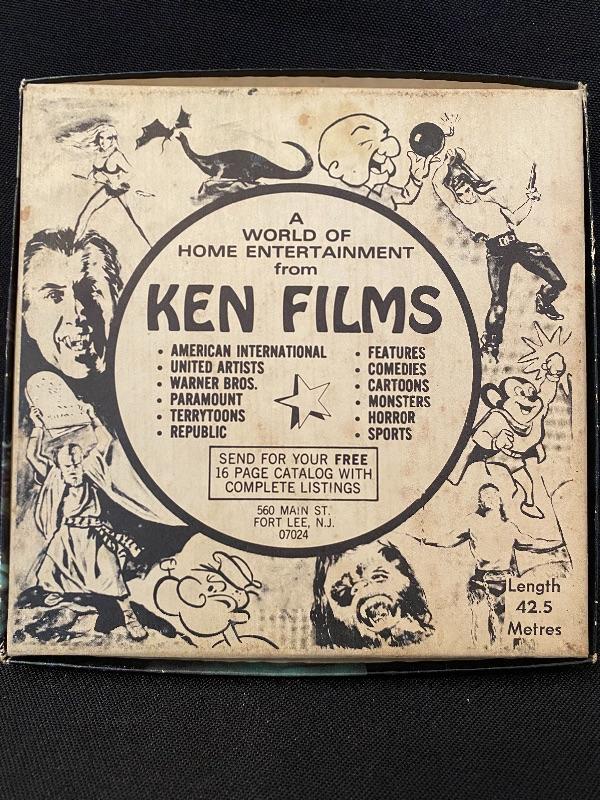 A
WORLD OF
HOME ENTERTAINMENT
from
KEN FILMS
• AMERICAN INTERNATIONAL
• UNITED ARTISTS
• WARNER BROS.
• PARAMOUNT
• TERRYTOONS
• REPUBLIC
• FEATURES
• COMEDIES
• CARTOONS
• MONSTERS
• HORROR
• SPORTS
SEND FOR YOUR FREE
16 PAGE CATALOG WITH
COMPLETE LISTINGS
560 MAIN ST.
FORT LEE, N.J.
07024
Length
42.5
Metres